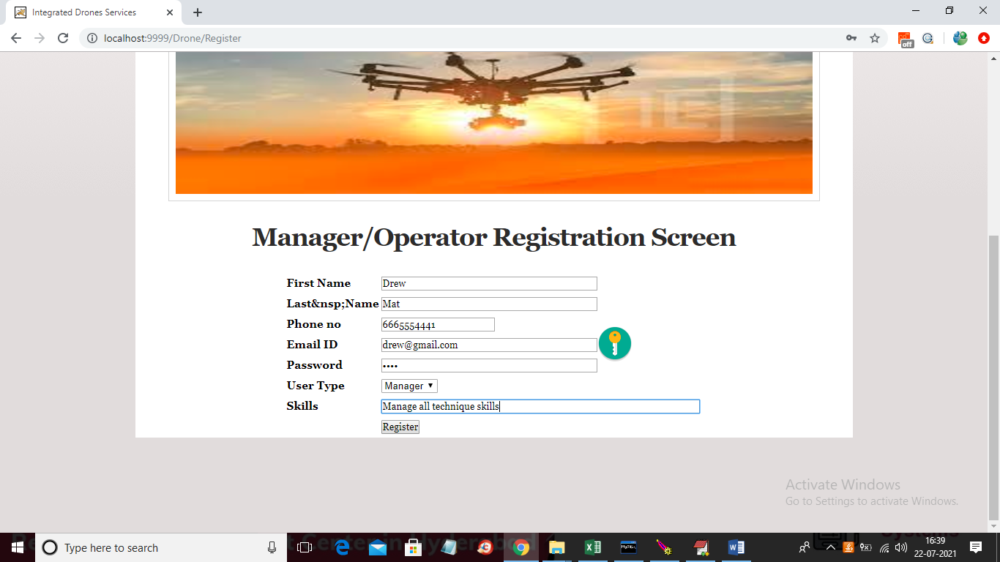 Integrated Drones Services
localhost:9999/Drone/Register
off
Manager/Operator Registration Screen
First Name Drew
Last&nsp;Name Mat
Phone no 6665554441
Email ID drew@gmail.com
Password ••••
User Type Manager
Skills Manage all technique skills
Register
Activate Windows
Go to Settings to activate Windows.
Type here to search
MySQL
16:39
22-07-2021